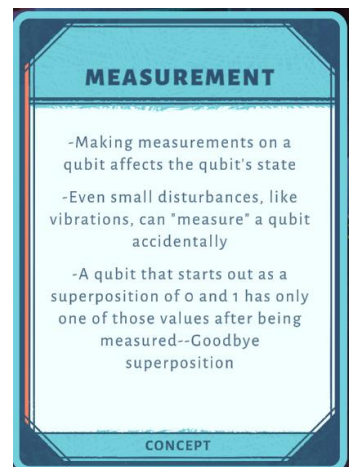 MEASUREMENT
-Making measurements on a
qubit affects the qubit's state
-Even small disturbances, like
vibrations, can "measure" a qubit
accidentally
-A qubit that starts out as a
superposition of 0 and 1 has only
one of those values after being
measured--Goodbye
superposition
CONCEPT